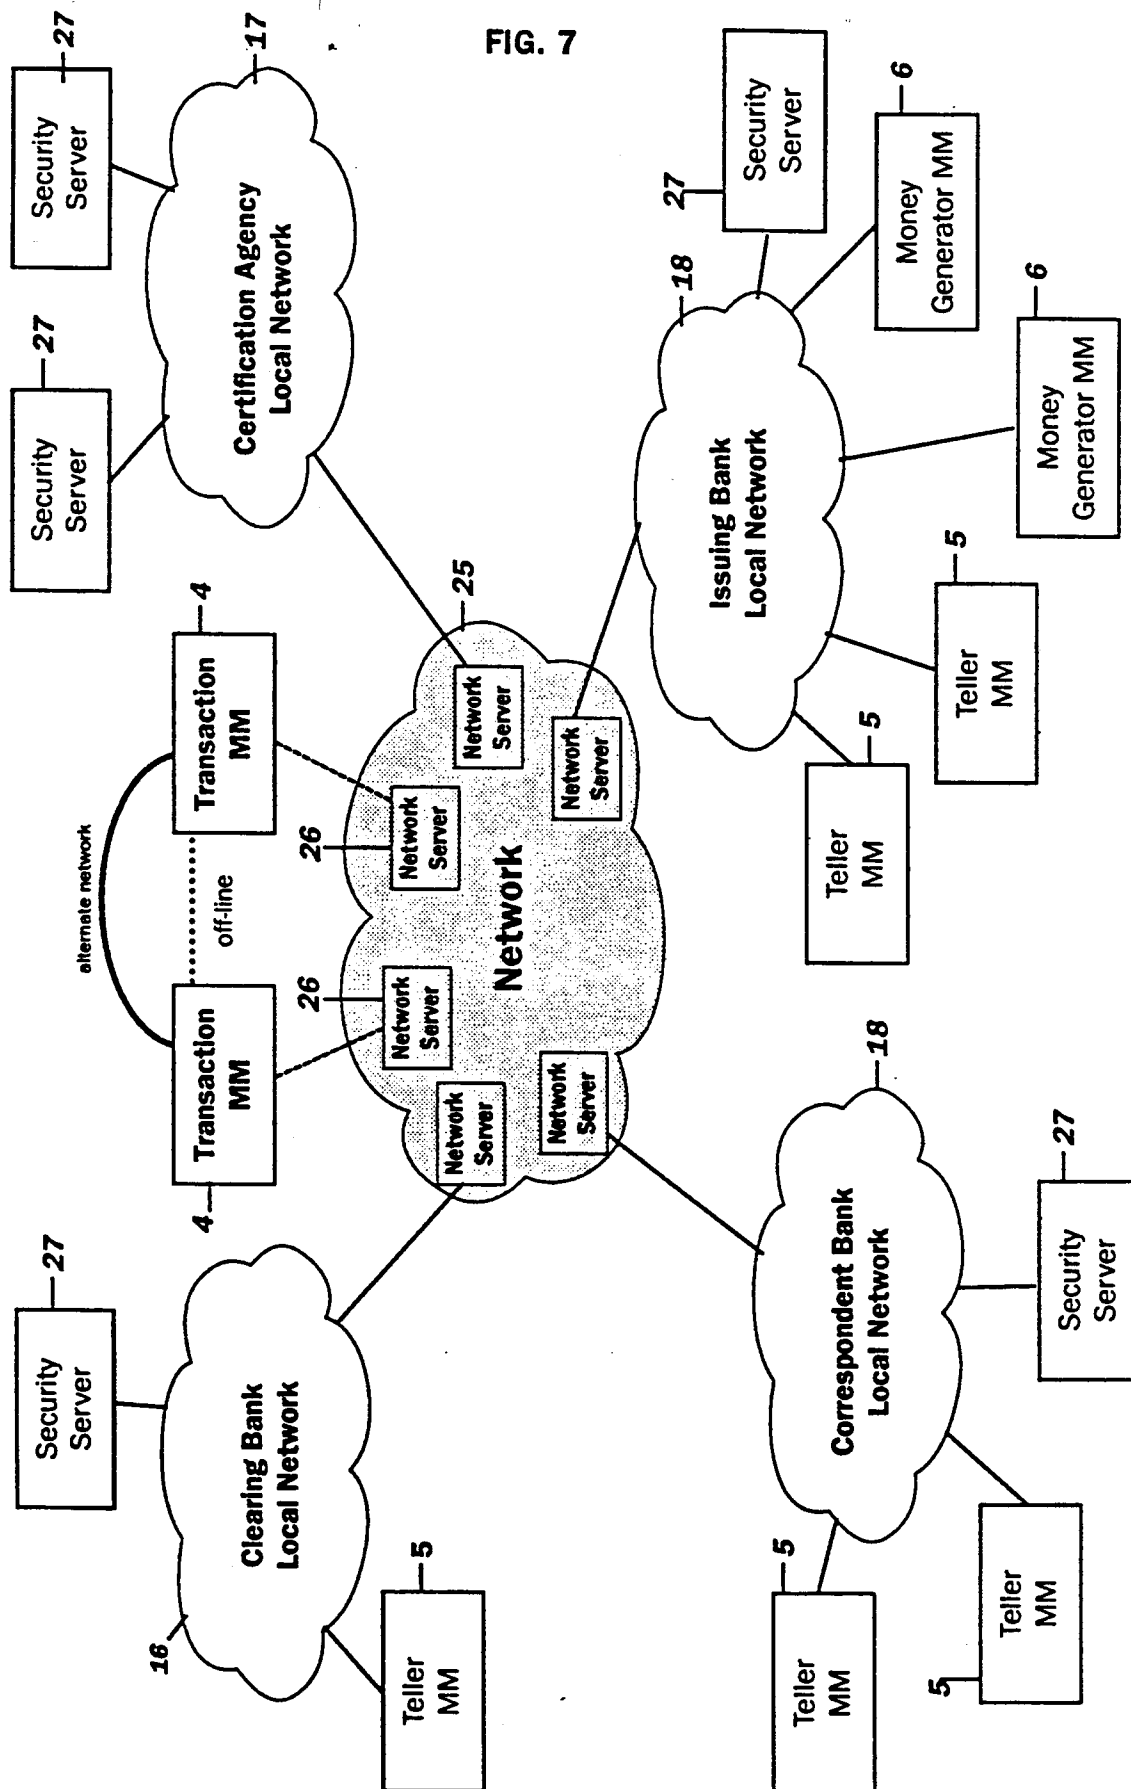 FIG. 7
Security
Server
27
Clearing Bank
Local Network
16
Teller
MM
5
alternate network
Transaction
MM
4
off-line
Transaction
MM
4
Security
Server
27
Security
Server
27
Certification Agency
Local Network
17
Network
25
Network
Server
Network
Server
26
Network
Server
26
Network
Server
Network
Server
Network
Server
Correspondent Bank
Local Network
18
Teller
MM
5
Teller
MM
5
Security
Server
27
Issuing Bank
Local Network
18
Teller
MM
5
Teller
MM
5
Money
Generator MM
6
Money
Generator MM
6
Security
Server
27